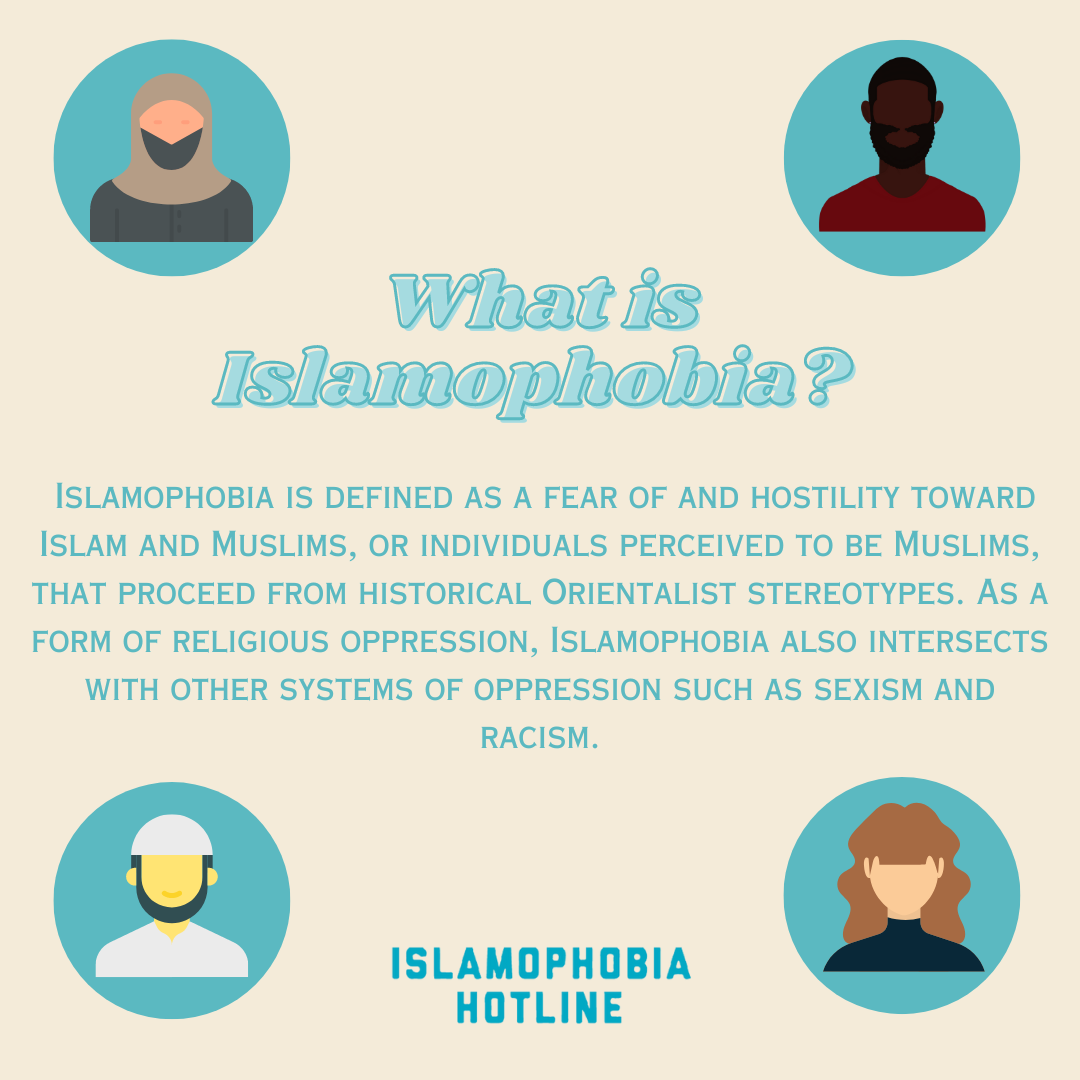 What is
Islamophobia?
Islamophobia is defined as a fear of and hostility toward
Islam and Muslims, or individuals perceived to be Muslims,
that proceed from historical Orientalist stereotypes. As a
form of religious oppression, Islamophobia also intersects
with other systems of oppression such as sexism and
racism.
ISLAMOPHOBIA
HOTLINE